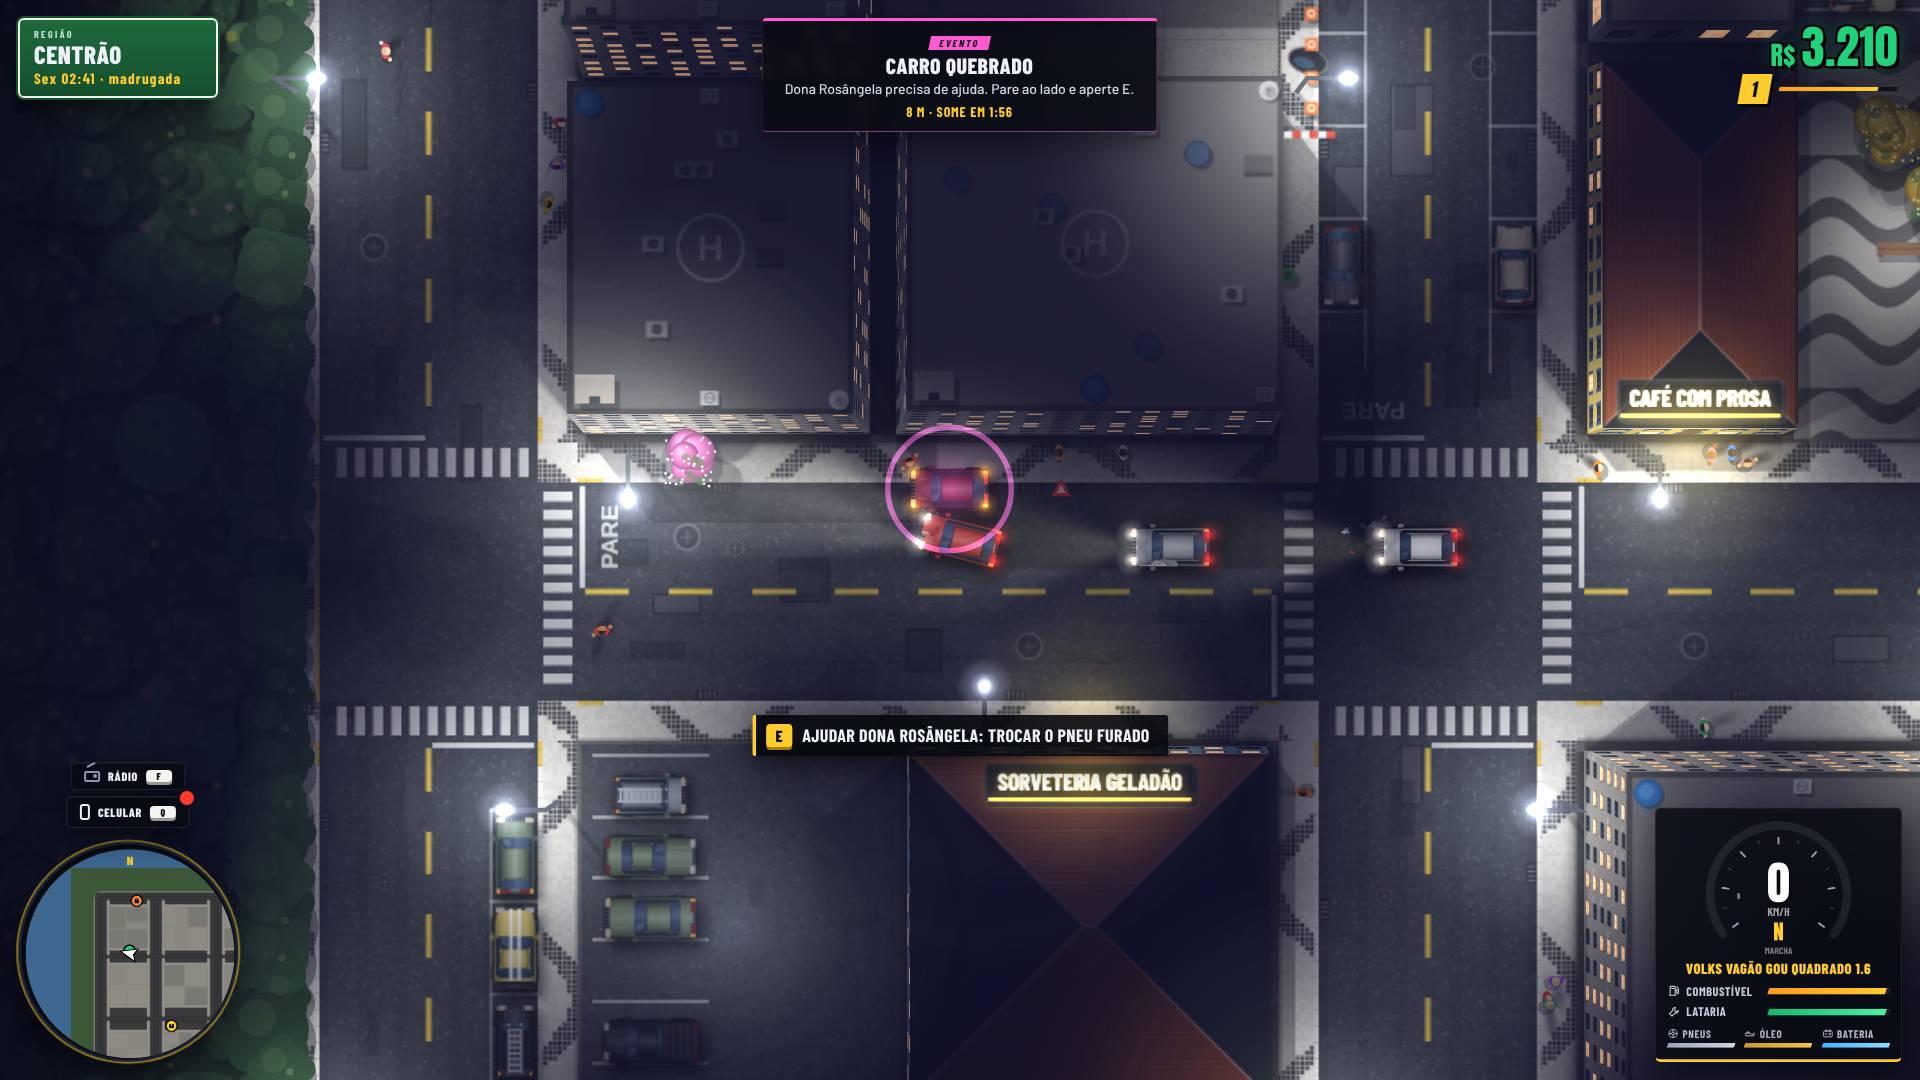 REGIÃO
CENTRÃO
Sex 02:41 · madrugada
EVENTO
CARRO QUEBRADO
Dona Rosângela precisa de ajuda. Pare ao lado e aperte E.
8 M · SOME EM 1:56
R$ 3.210
1
H
H
PARE
CAFÉ COM PROSA
PARE
E AJUDAR DONA ROSÂNGELA: TROCAR O PNEU FURADO
SORVETERIA GELADÃO
RÁDIO F
CELULAR Q
N
0
KM/H
N
MARCHA
VOLKS VAGÃO GOU QUADRADO 1.6
COMBUSTÍVEL
LATARIA
PNEUS ÓLEO BATERIA